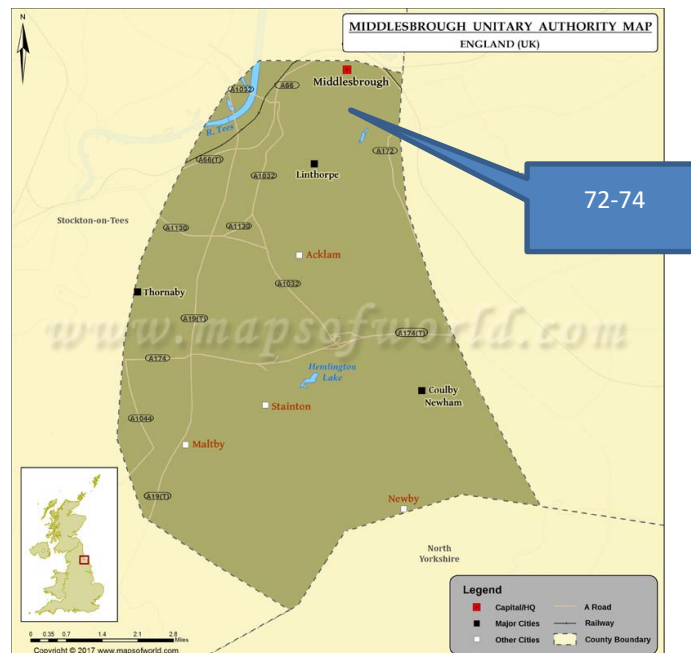 N
MIDDLESBROUGH UNITARY AUTHORITY MAP
ENGLAND (UK)
Middlesbrough
A1032
A66
R. Tees
A66(T)
A172
Linthorpe
A1032
72-74
Stockton-on-Tees
A1130
A1130
Acklam
A1032
Thornaby
A19(T)
www.mapsofworld.com
A174(T)
A174
Hemlington
Lake
Coulby
Newham
Stainton
A1044
Maltby
A19(T)
Newby
North
Yorkshire
Legend
Capital/HQ
A Road
Major Cities
Railway
Other Cities
County Boundary
0 0.35 0.7 1.4 2.1 2.8
Miles
Copyright © 2017 www.mapsofworld.com